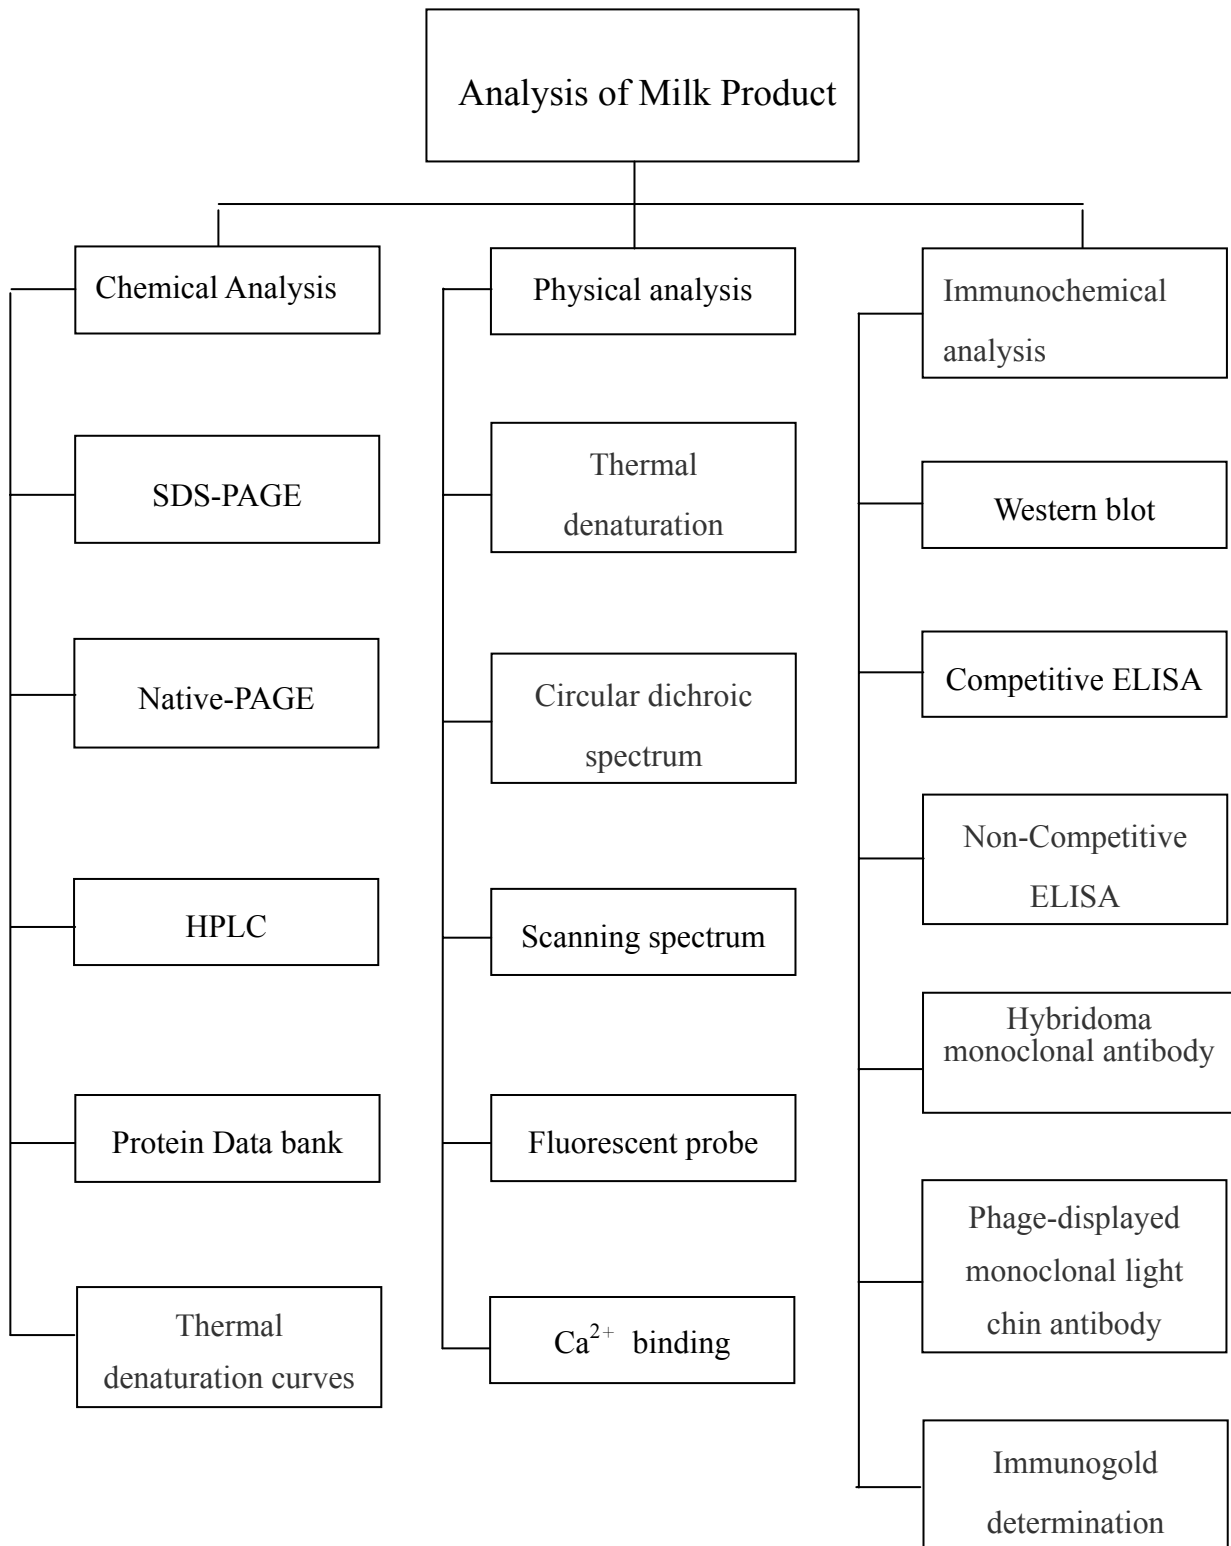 Analysis of Milk Product
Chemical Analysis
SDS-PAGE
Native-PAGE
HPLC
Protein Data bank
Thermal
denaturation curves
Physical analysis
Thermal
denaturation
Circular dichroic
spectrum
Scanning spectrum
Fluorescent probe
Ca²⁺ binding
Immunochemical
analysis
Western blot
Competitive ELISA
Non-Competitive
ELISA
Hybridoma
monoclonal antibody
Phage-displayed
monoclonal light
chin antibody
Immunogold
determination